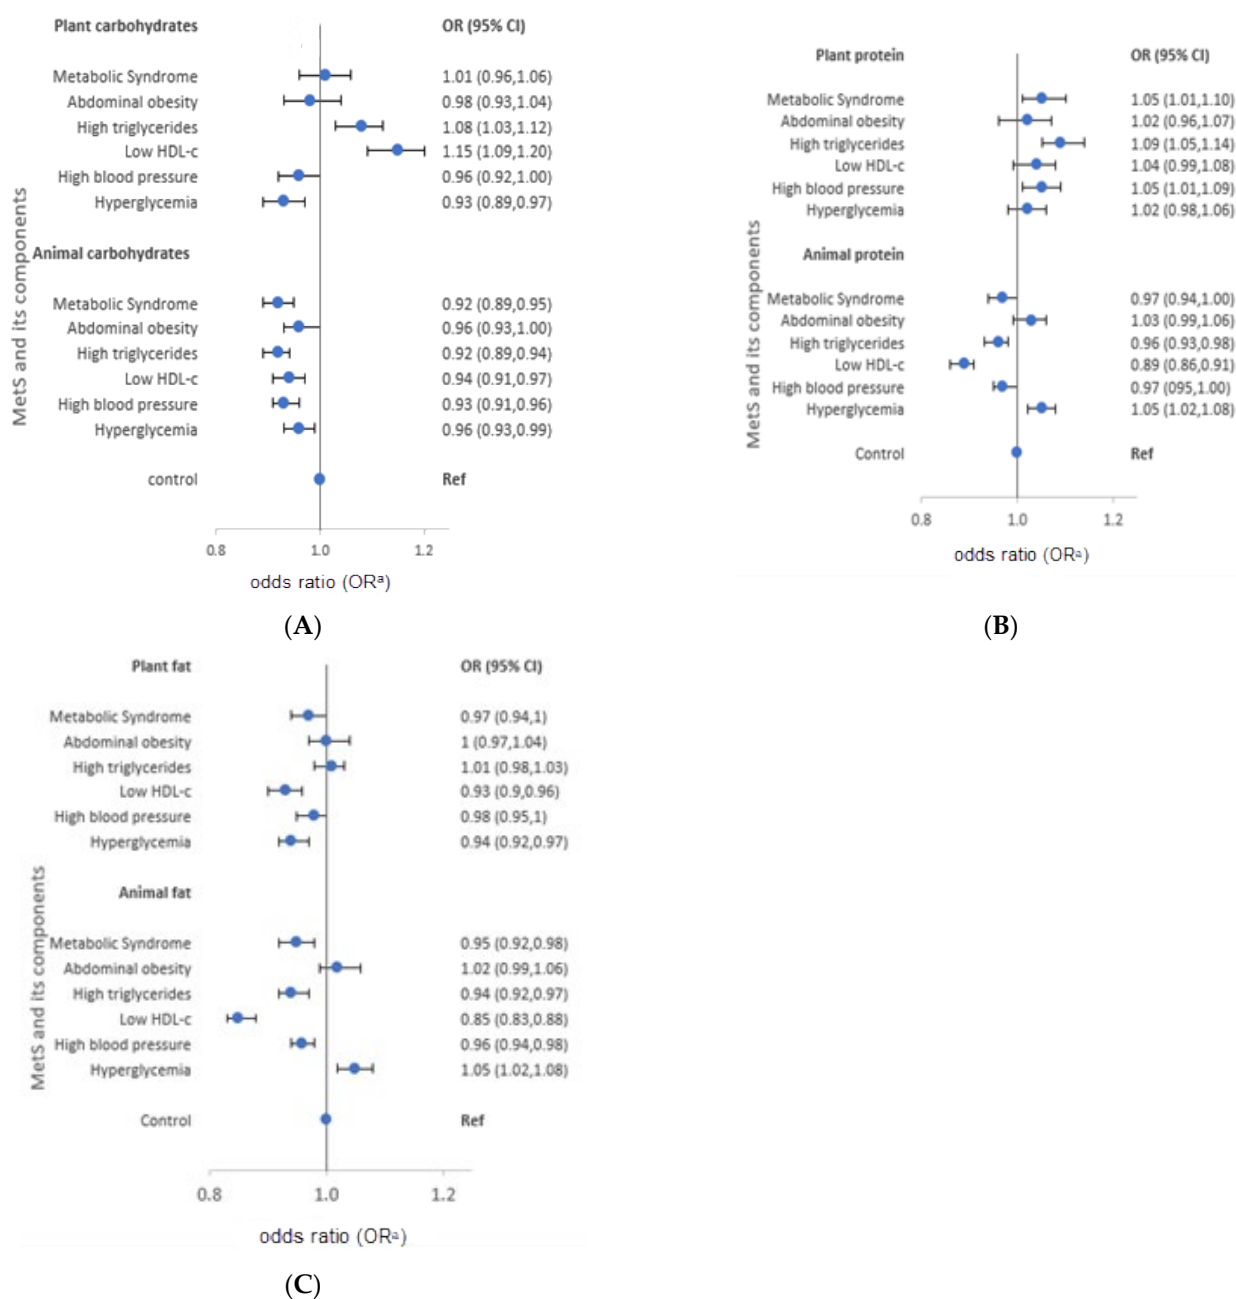 Plant carbohydrates OR (95% CI)
Metabolic Syndrome 1.01 (0.96,1.06)
Abdominal obesity 0.98 (0.93,1.04)
High triglycerides 1.08 (1.03,1.12)
Low HDL-c 1.15 (1.09,1.20)
High blood pressure 0.96 (0.92,1.00)
Hyperglycemia 0.93 (0.89,0.97)
Animal carbohydrates
Metabolic Syndrome 0.92 (0.89,0.95)
Abdominal obesity 0.96 (0.93,1.00)
High triglycerides 0.92 (0.89,0.94)
Low HDL-c 0.94 (0.91,0.97)
High blood pressure 0.93 (0.91,0.96)
Hyperglycemia 0.96 (0.93,0.99)
control Ref
MetS and its components
0.8 1.0 1.2
odds ratio (ORᵃ)
(A)
Plant protein OR (95% CI)
Metabolic Syndrome 1.05 (1.01,1.10)
Abdominal obesity 1.02 (0.96,1.07)
High triglycerides 1.09 (1.05,1.14)
Low HDL-c 1.04 (0.99,1.08)
High blood pressure 1.05 (1.01,1.09)
Hyperglycemia 1.02 (0.98,1.06)
Animal protein
Metabolic Syndrome 0.97 (0.94,1.00)
Abdominal obesity 1.03 (0.99,1.06)
High triglycerides 0.96 (0.93,0.98)
Low HDL-c 0.89 (0.86,0.91)
High blood pressure 0.97 (095,1.00)
Hyperglycemia 1.05 (1.02,1.08)
Control Ref
MetS and its components
0.8 1.0 1.2
odds ratio (ORᵃ)
(B)
Plant fat OR (95% CI)
Metabolic Syndrome 0.97 (0.94,1)
Abdominal obesity 1 (0.97,1.04)
High triglycerides 1.01 (0.98,1.03)
Low HDL-c 0.93 (0.9,0.96)
High blood pressure 0.98 (0.95,1)
Hyperglycemia 0.94 (0.92,0.97)
Animal fat
Metabolic Syndrome 0.95 (0.92,0.98)
Abdominal obesity 1.02 (0.99,1.06)
High triglycerides 0.94 (0.92,0.97)
Low HDL-c 0.85 (0.83,0.88)
High blood pressure 0.96 (0.94,0.98)
Hyperglycemia 1.05 (1.02,1.08)
Control Ref
MetS and its components
0.8 1.0 1.2
odds ratio (ORᵃ)
(C)